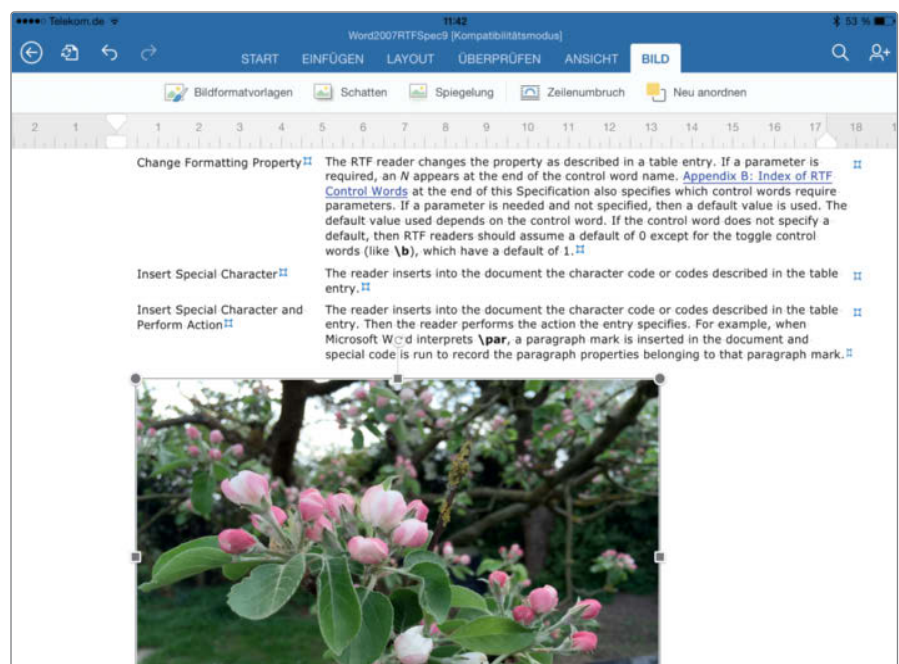 Telekom.de 11:42 53 %
Word2007RTFSpec9 [Kompatibilitätsmodus]
START EINFÜGEN LAYOUT ÜBERPRÜFEN ANSICHT BILD
Bildformatvorlagen Schatten Spiegelung Zeilenumbruch Neu anordnen
2 1 1 2 3 4 5 6 7 8 9 10 11 12 13 14 15 16 17 18 1
Change Formatting Property The RTF reader changes the property as described in a table entry. If a parameter is
required, an N appears at the end of the control word name. Appendix B: Index of RTF
Control Words at the end of this Specification also specifies which control words require
parameters. If a parameter is needed and not specified, then a default value is used. The
default value used depends on the control word. If the control word does not specify a
default, then RTF readers should assume a default of 0 except for the toggle control
words (like \b), which have a default of 1.
Insert Special Character The reader inserts into the document the character code or codes described in the table
entry.
Insert Special Character and The reader inserts into the document the character code or codes described in the table
Perform Action entry. Then the reader performs the action the entry specifies. For example, when
Microsoft Word interprets \par, a paragraph mark is inserted in the document and
special code is run to record the paragraph properties belonging to that paragraph mark.